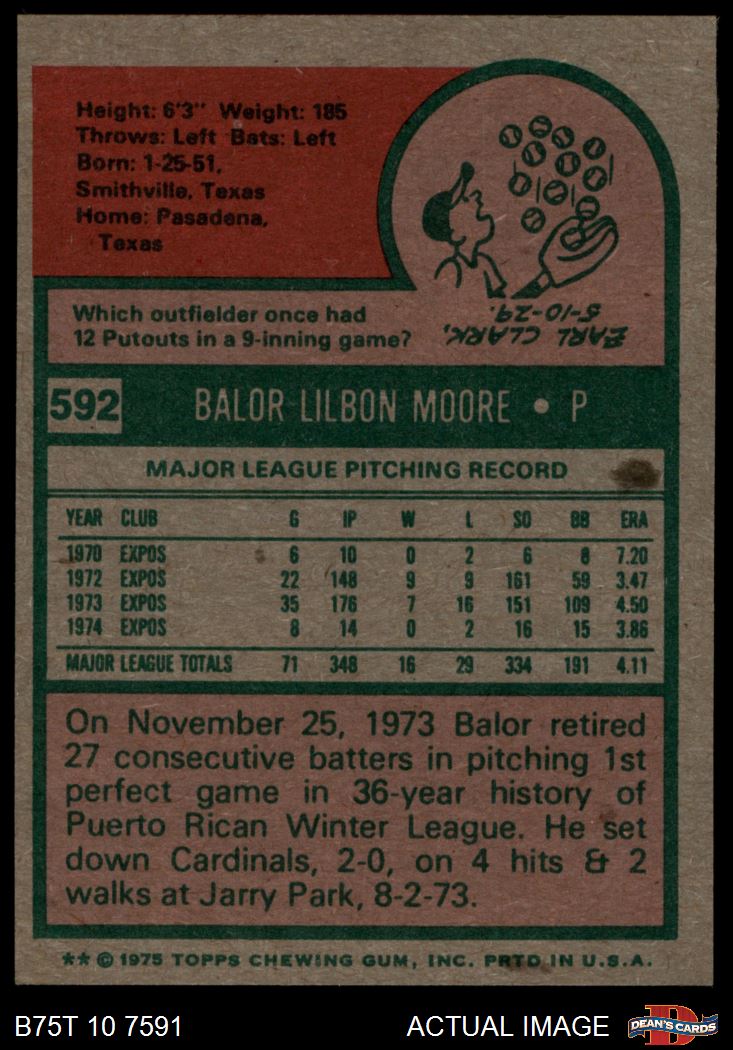 Height: 6'3" Weight: 185
Throws: Left Bats: Left
Born: 1-25-51,
Smithville, Texas
Home: Pasadena,
Texas
Which outfielder once had
12 Putouts in a 9-inning game?
EARL CLARK,
5-10-29.
592 BALOR LILBON MOORE • P
MAJOR LEAGUE PITCHING RECORD
YEAR CLUB G IP W L SO BB ERA
1970 EXPOS 6 10 0 2 6 8 7.20
1972 EXPOS 22 148 9 9 161 59 3.47
1973 EXPOS 35 176 7 16 151 109 4.50
1974 EXPOS 8 14 0 2 16 15 3.86
MAJOR LEAGUE TOTALS 71 348 16 29 334 191 4.11
On November 25, 1973 Balor retired
27 consecutive batters in pitching 1st
perfect game in 36-year history of
Puerto Rican Winter League. He set
down Cardinals, 2-0, on 4 hits & 2
walks at Jarry Park, 8-2-73.
** © 1975 TOPPS CHEWING GUM, INC. PRTD IN U.S.A.
B75T 10 7591 ACTUAL IMAGE DEAN'S CARDS